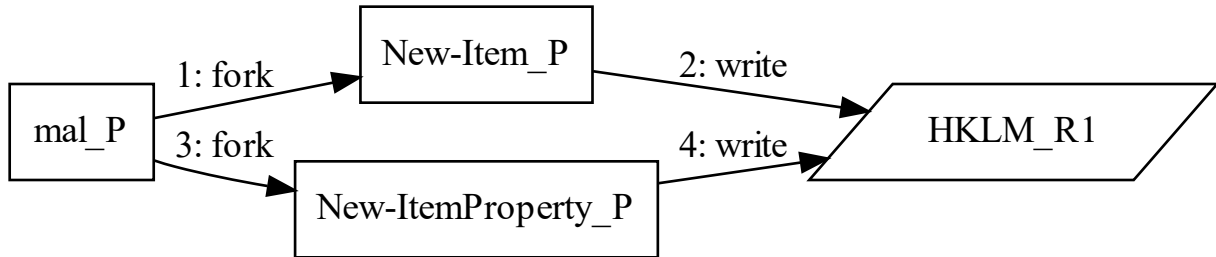 New-Item_P
1: fork
2: write
mal_P
HKLM_R1
3: fork
4: write
New-ItemProperty_P